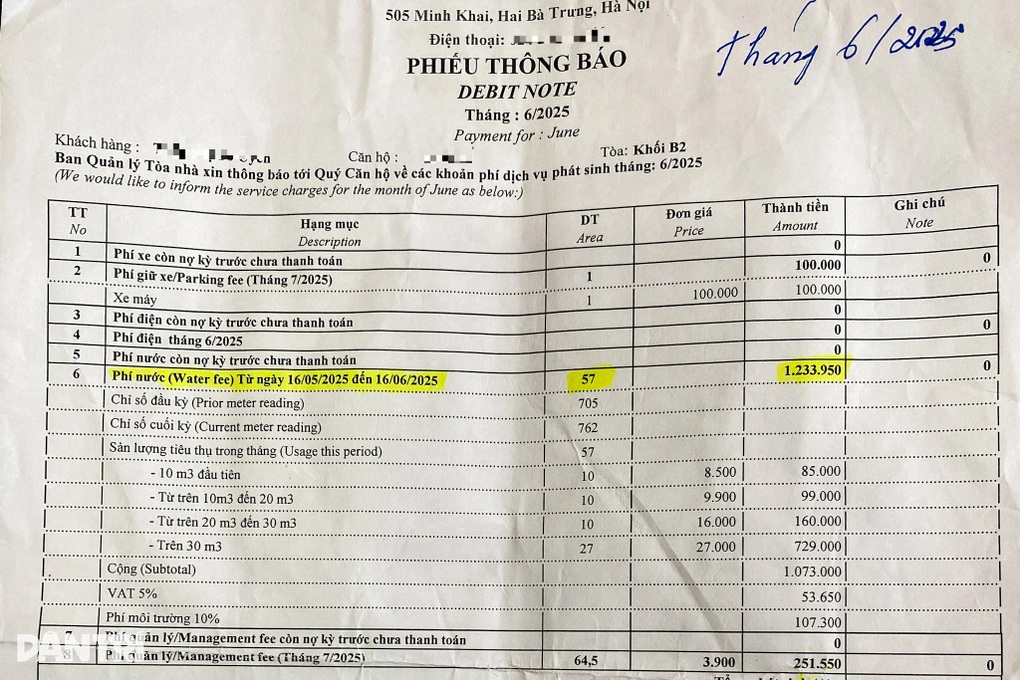 505 Minh Khai, Hai Bà Trưng, Hà Nội
Điện thoại:
Tháng 6/2025
PHIẾU THÔNG BÁO
DEBIT NOTE
Tháng : 6/2025
Payment for : June
Khách hàng : Căn hộ : Tòa: Khối B2
Ban Quản lý Tòa nhà xin thông báo tới Quý Căn hộ về các khoản phí dịch vụ phát sinh tháng: 6/2025
(We would like to inform the service charges for the month of June as below:)
TT Hạng mục DT Đơn giá Thành tiền Ghi chú
No Description Area Price Amount Note
1 Phí xe còn nợ kỳ trước chưa thanh toán 0 0
2 Phí giữ xe/Parking fee (Tháng 7/2025) 1 100.000
Xe máy 1 100.000 100.000
3 Phí điện còn nợ kỳ trước chưa thanh toán 0 0
4 Phí điện tháng 6/2025 0
5 Phí nước còn nợ kỳ trước chưa thanh toán 0 0
6 Phí nước (Water fee) Từ ngày 16/05/2025 đến 16/06/2025 57 1.233.950
Chỉ số đầu kỳ (Prior meter reading) 705
Chỉ số cuối kỳ (Current meter reading) 762
Sản lượng tiêu thụ trong tháng (Usage this period) 57
- 10 m3 đầu tiên 10 8.500 85.000
- Từ trên 10m3 đến 20 m3 10 9.900 99.000
- Từ trên 20 m3 đến 30 m3 10 16.000 160.000
- Trên 30 m3 27 27.000 729.000
Cộng (Subtotal) 1.073.000
VAT 5% 53.650
Phí môi trường 10% 107.300
7 Phí quản lý/Management fee còn nợ kỳ trước chưa thanh toán 0 0
8 Phí quản lý/Management fee (Tháng 7/2025) 64,5 3.900 251.550
DÂN TRÍ